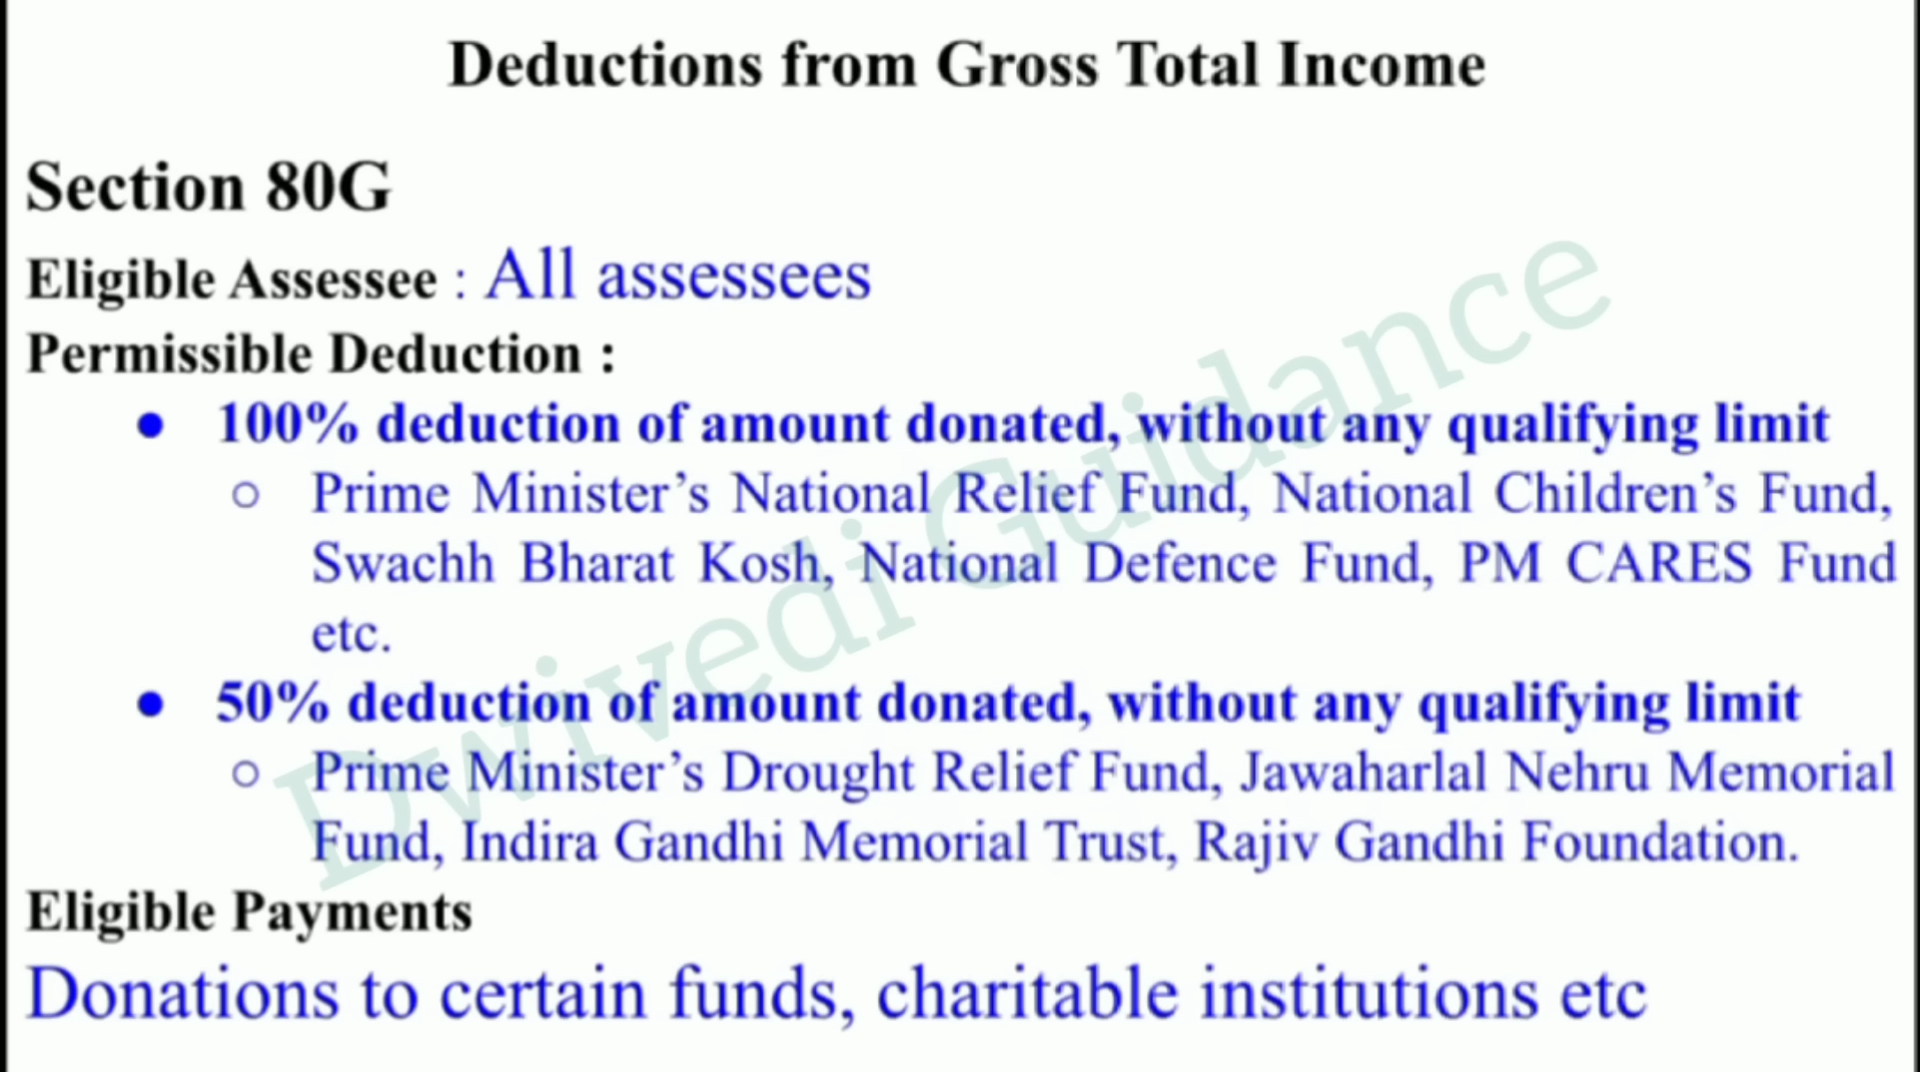 Deductions from Gross Total Income
Section 80G
Eligible Assessee : All assessees
Permissible Deduction :
● 100% deduction of amount donated, without any qualifying limit
○ Prime Minister’s National Relief Fund, National Children’s Fund,
Swachh Bharat Kosh, National Defence Fund, PM CARES Fund
etc.
● 50% deduction of amount donated, without any qualifying limit
○ Prime Minister’s Drought Relief Fund, Jawaharlal Nehru Memorial
Fund, Indira Gandhi Memorial Trust, Rajiv Gandhi Foundation.
Eligible Payments
Donations to certain funds, charitable institutions etc
Dwivedi Guidance